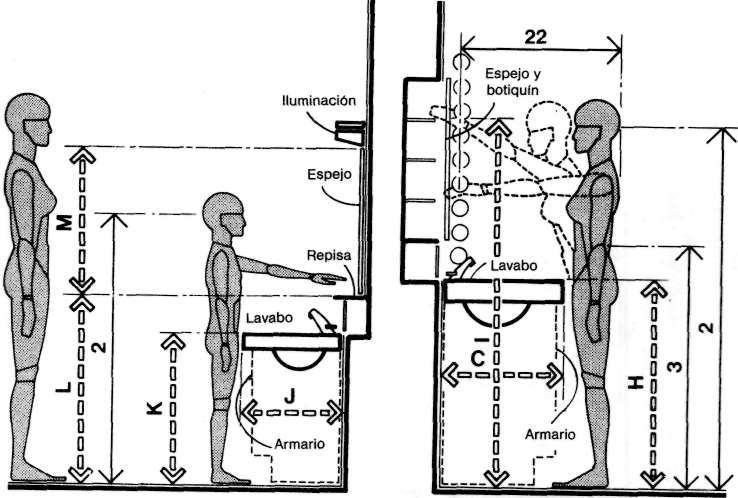 22
Espejo y
botiquín
Iluminación
Espejo
M
Repisa
Lavabo
Lavabo
2
2
L
K
J
I
C
3
H
Armario
Armario